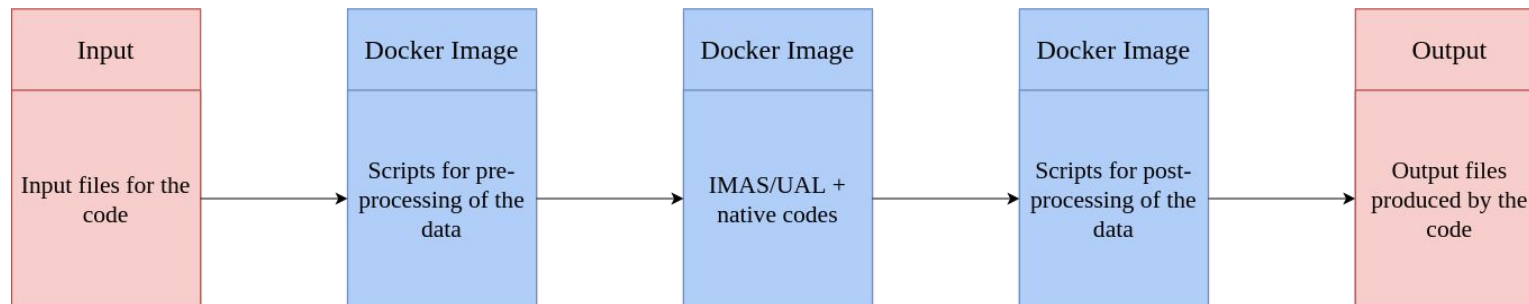 Input
Input files for the
code
Docker Image
Scripts for pre-
processing of the
data
Docker Image
IMAS/UAL +
native codes
Docker Image
Scripts for post-
processing of the
data
Output
Output files
produced by the
code